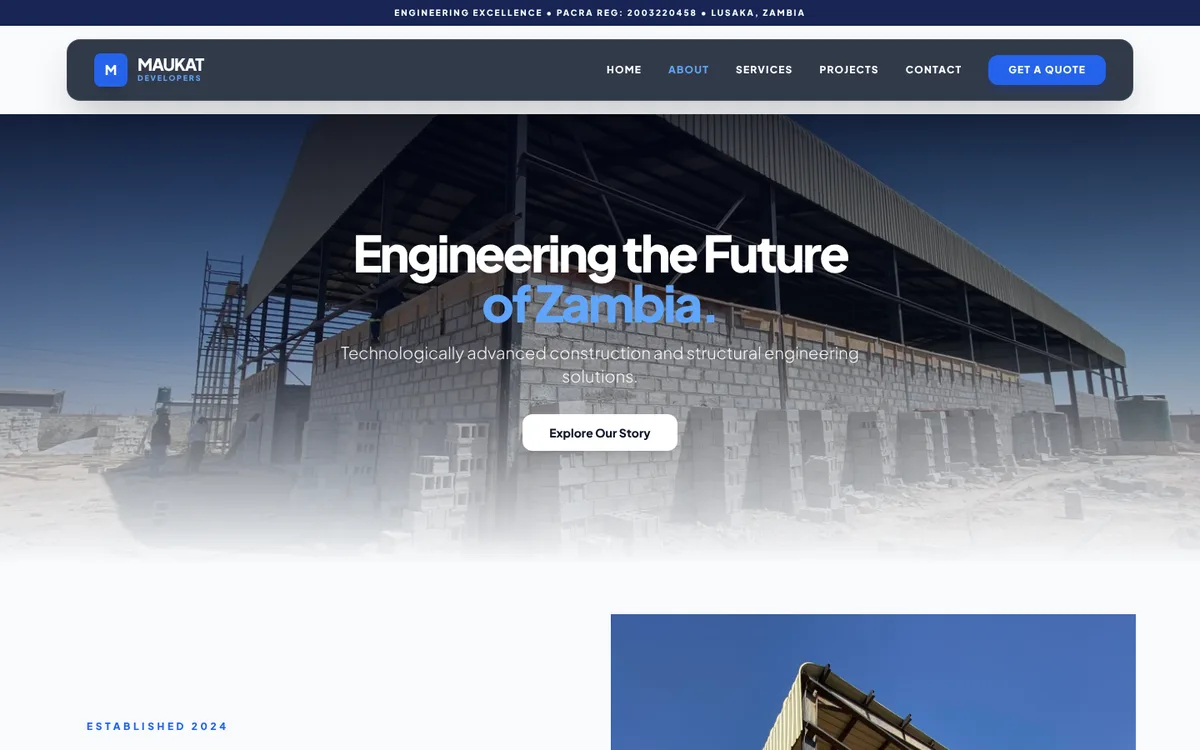 ENGINEERING EXCELLENCE ● PACRA REG: 2003220458 ● LUSAKA, ZAMBIA
M
MAUKAT
DEVELOPERS
HOME ABOUT SERVICES PROJECTS CONTACT GET A QUOTE
Engineering the Future
of Zambia.
Technologically advanced construction and structural engineering
solutions.
Explore Our Story
ESTABLISHED 2024